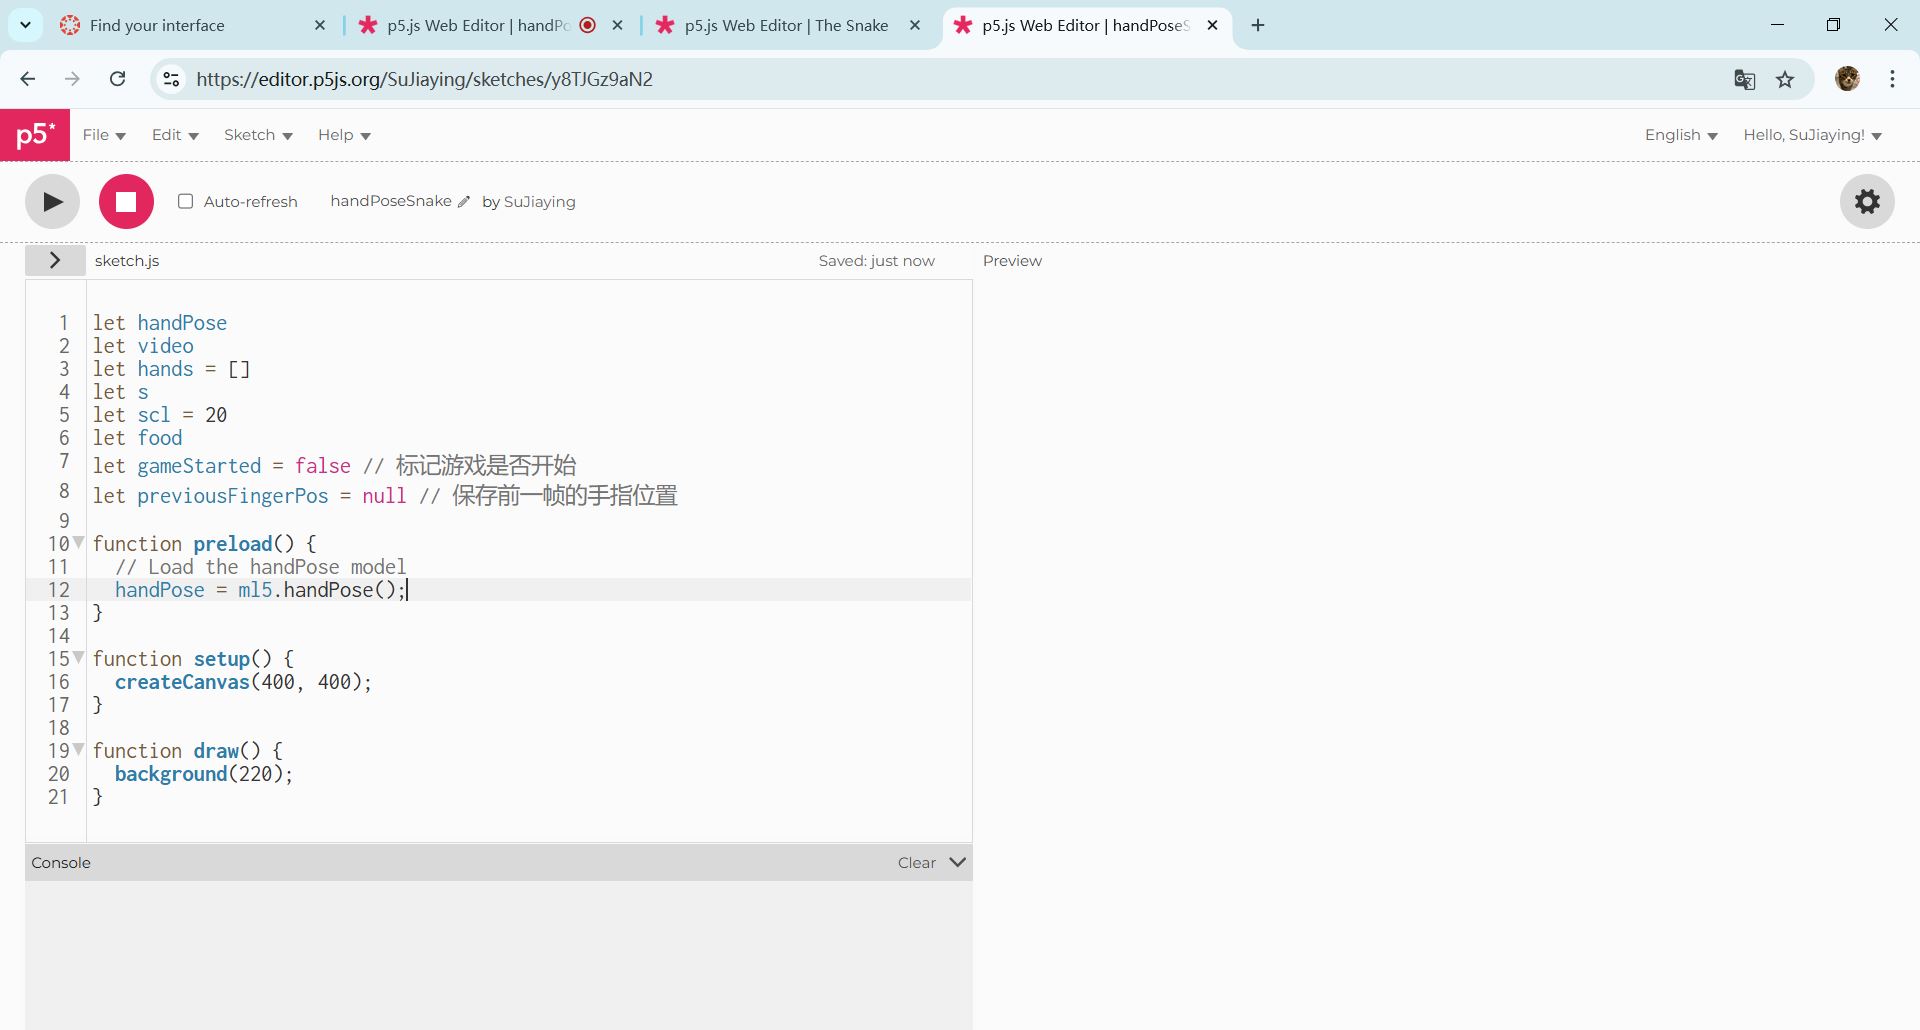 Find your interface
p5.js Web Editor | handPo
p5.js Web Editor | The Snake
p5.js Web Editor | handPoseS
https://editor.p5js.org/SuJiaying/sketches/y8TJGz9aN2
p5* File Edit Sketch Help English Hello, SuJiaying!
Auto-refresh handPoseSnake by SuJiaying
sketch.js Saved: just now Preview
1 let handPose
2 let video
3 let hands = []
4 let s
5 let scl = 20
6 let food
7 let gameStarted = false // 标记游戏是否开始
8 let previousFingerPos = null // 保存前一帧的手指位置
9
10 function preload() {
11   // Load the handPose model
12   handPose = ml5.handPose();
13 }
14
15 function setup() {
16   createCanvas(400, 400);
17 }
18
19 function draw() {
20   background(220);
21 }
Console Clear